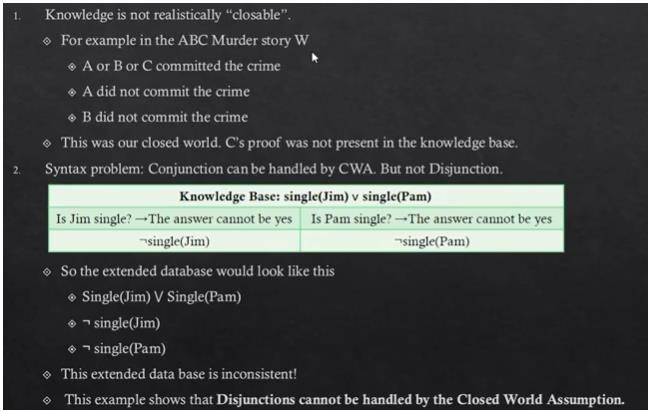 1. Knowledge is not realistically “closable”.
For example in the ABC Murder story W
A or B or C committed the crime
A did not commit the crime
B did not commit the crime
This was our closed world. C's proof was not present in the knowledge base.
2. Syntax problem: Conjunction can be handled by CWA. But not Disjunction.
Knowledge Base: single(Jim) v single(Pam)
Is Jim single? →The answer cannot be yes Is Pam single? →The answer cannot be yes
¬single(Jim) ¬single(Pam)
So the extended database would look like this
Single(Jim) V Single(Pam)
¬ single(Jim)
¬ single(Pam)
This extended data base is inconsistent!
This example shows that Disjunctions cannot be handled by the Closed World Assumption.